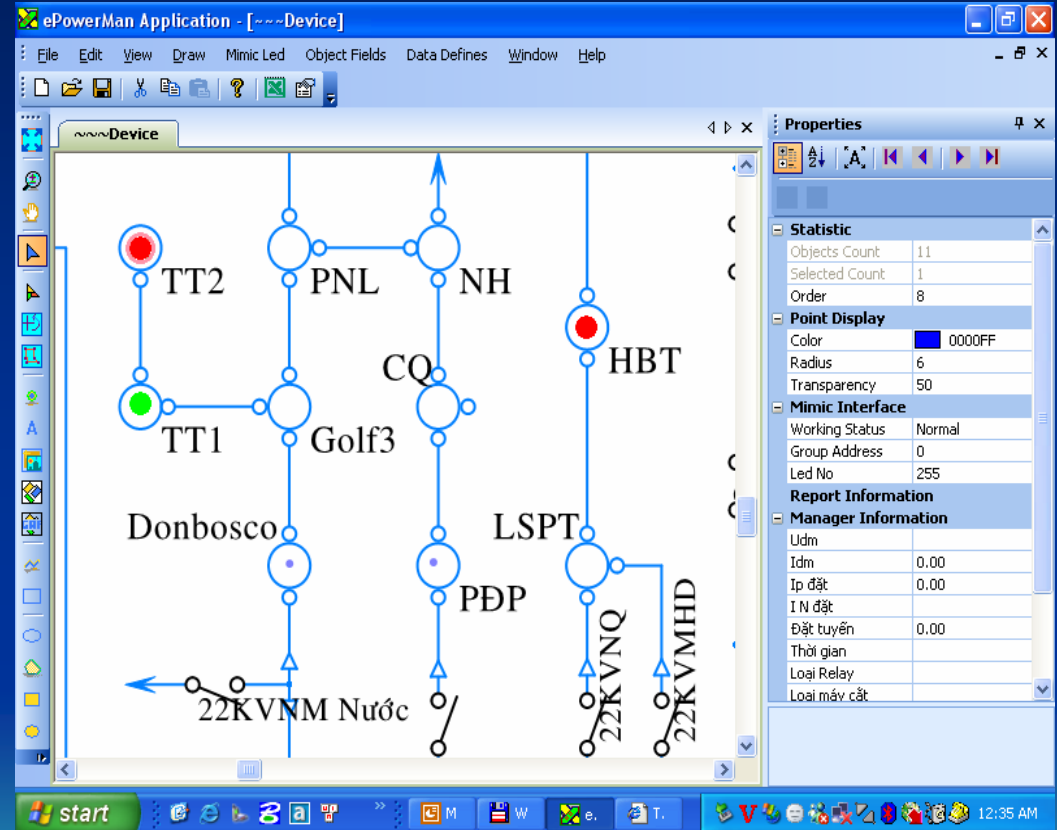 ePowerMan Application - [~~~Device]
File Edit View Draw Mimic Led Object Fields Data Defines Window Help
~~~Device
Properties
TT2
PNL
NH
HBT
CQ
TT1
Golf3
Donbosco
LSPT
PĐP
22KVNQ
22KVMHD
22KVNM Nước
Statistic
Objects Count 11
Selected Count 1
Order 8
Point Display
Color 0000FF
Radius 6
Transparency 50
Mimic Interface
Working Status Normal
Group Address 0
Led No 255
Report Information
Manager Information
Udm
Idm 0.00
Ip đặt 0.00
I N đặt
Đặt tuyến 0.00
Thời gian
Loại Relay
Loại máy cắt
start
M
W
e.
T.
12:35 AM